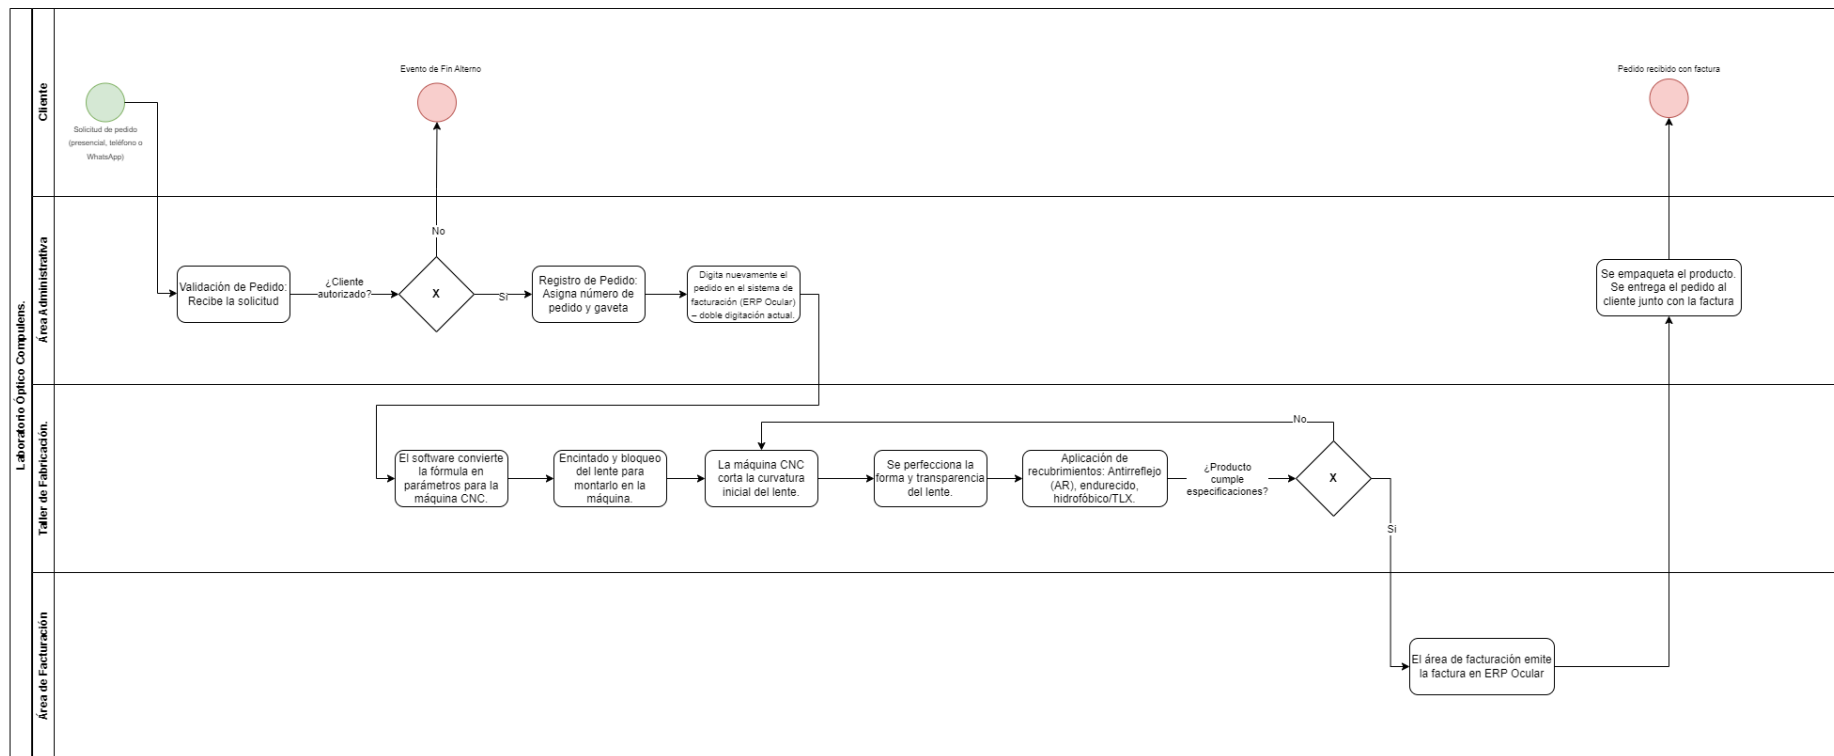 Laboratorio Óptico Compulens.
Cliente
Solicitud de pedido
(presencial, teléfono o
WhatsApp)
Evento de Fin Alterno
Pedido recibido con factura
Área Administrativa
Validación de Pedido:
Recibe la solicitud
¿Cliente
autorizado?
X
No
Si
Registro de Pedido:
Asigna número de
pedido y gaveta
Digita nuevamente el
pedido en el sistema de
facturación (ERP Ocular)
– doble digitación actual.
Se empaqueta el producto.
Se entrega el pedido al
cliente junto con la factura
Taller de Fabricación.
El software convierte
la fórmula en
parámetros para la
máquina CNC.
Encintado y bloqueo
del lente para
montarlo en la
máquina.
La máquina CNC
corta la curvatura
inicial del lente.
Se perfecciona la
forma y transparencia
del lente.
Aplicación de
recubrimientos: Antirreflejo
(AR), endurecido,
hidrofóbico/TLX.
¿Producto
cumple
especificaciones?
X
No
Si
Área de Facturación
El área de facturación emite
la factura en ERP Ocular